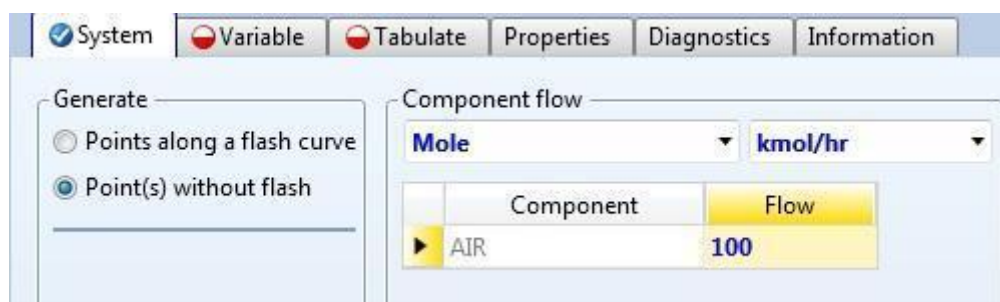 System Variable Tabulate Properties Diagnostics Information
Generate Component flow
Points along a flash curve Mole kmol/hr
Point(s) without flash
Component Flow
AIR 100